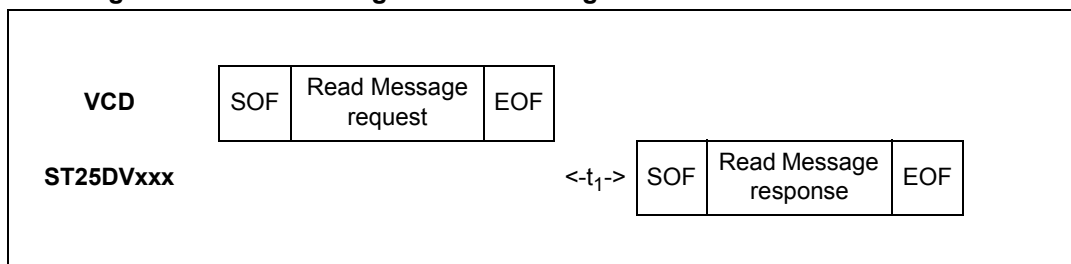 VCD SOF Read Message request EOF
ST25DVxxx <-t₁-> SOF Read Message response EOF